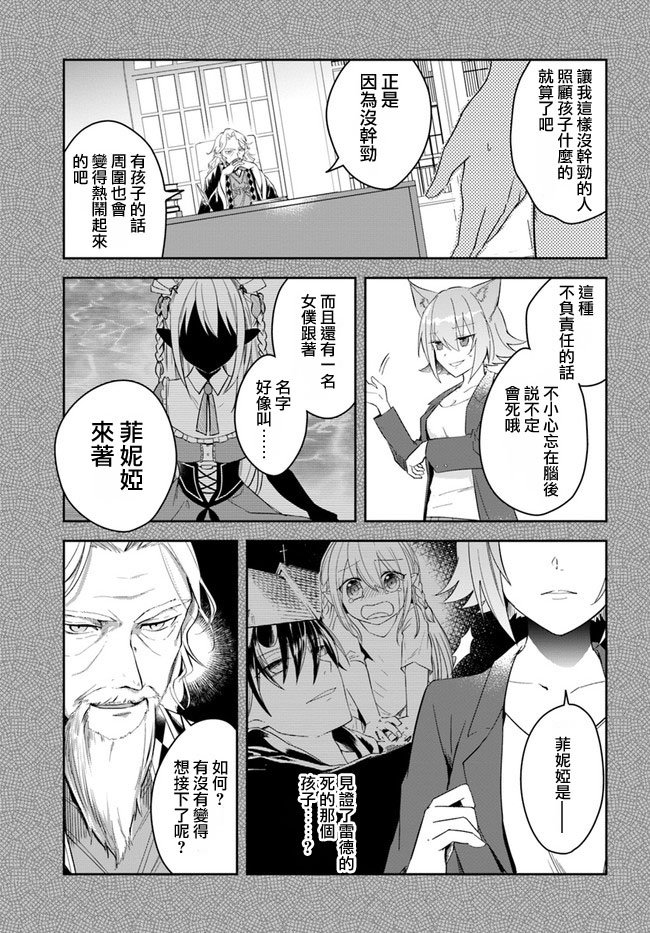 讓我這樣沒幹勁的人
照顧孩子什麼的
就算了吧
正是
因為沒幹勁
有孩子的話
周圍也會
變得熱鬧起來
的吧
這種
不負責任的話
不小心忘在腦後
說不定
會死哦
而且還有一名
女僕跟著
名字
好像叫……
菲妮婭
來著
菲妮婭是——
見證了雷德的
死的那個
孩子……？
如何？
有沒有變得
想接下了呢？